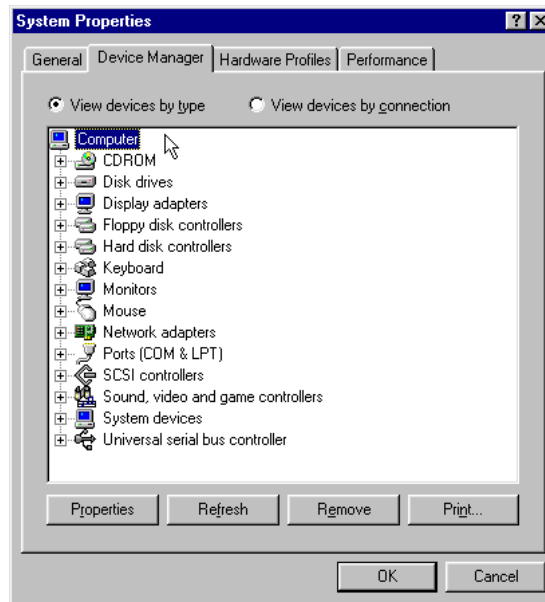 System Properties
General Device Manager Hardware Profiles Performance
View devices by type View devices by connection
Computer
CDROM
Disk drives
Display adapters
Floppy disk controllers
Hard disk controllers
Keyboard
Monitors
Mouse
Network adapters
Ports (COM & LPT)
SCSI controllers
Sound, video and game controllers
System devices
Universal serial bus controller
Properties Refresh Remove Print...
OK Cancel